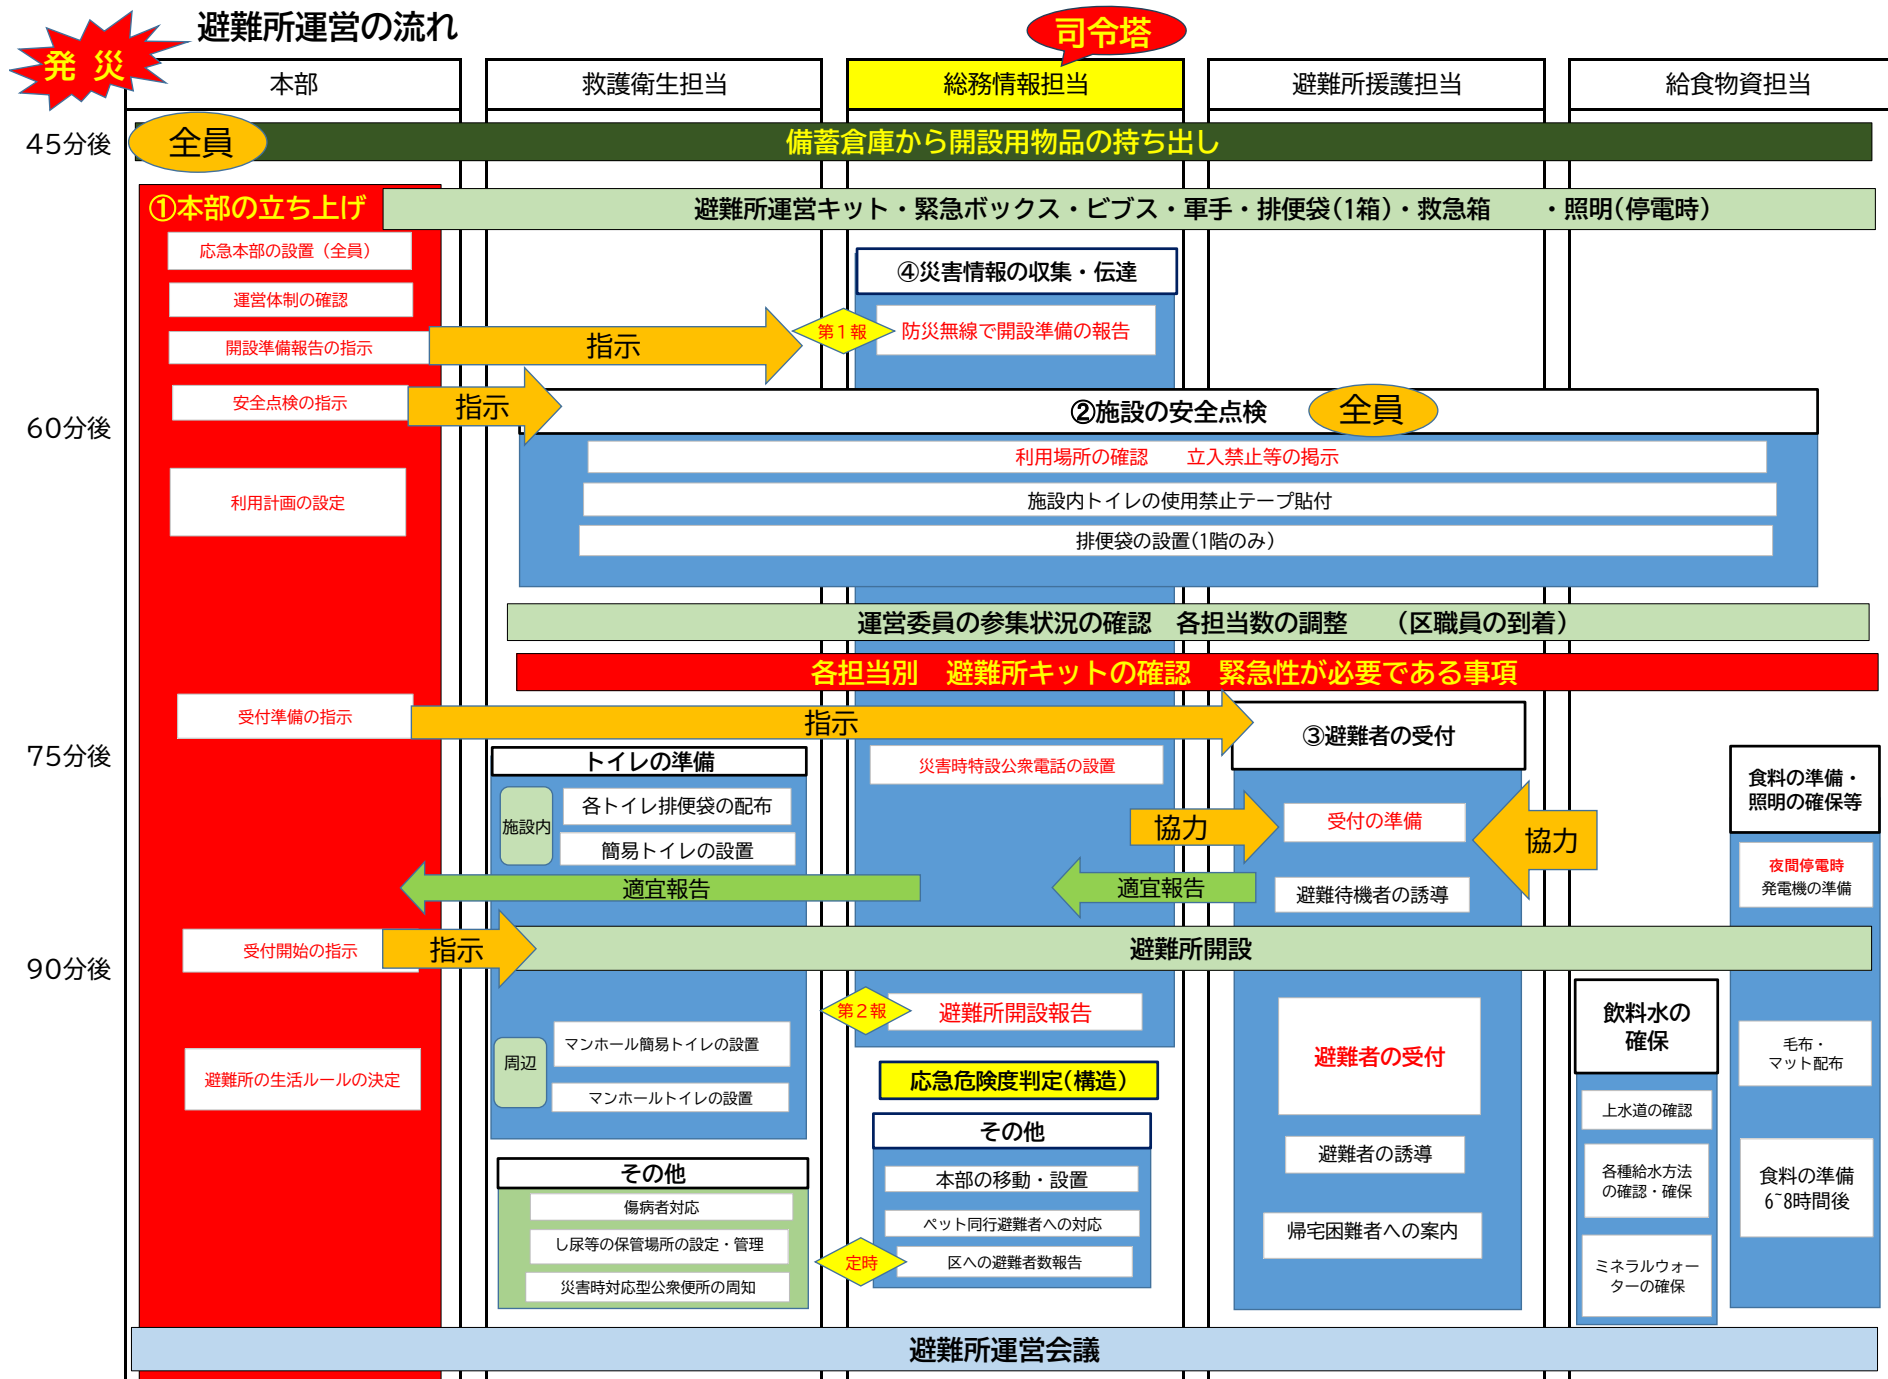 発 災
避難所運営の流れ
司令塔
本部
救護衛生担当
総務情報担当
避難所援護担当
給食物資担当
45分後
全員
備蓄倉庫から開設用物品の持ち出し
①本部の立ち上げ
避難所運営キット・緊急ボックス・ビブス・軍手・排便袋(1箱)・救急箱　　・照明(停電時)
応急本部の設置（全員）
運営体制の確認
開設準備報告の指示
指示
④災害情報の収集・伝達
第１報
防災無線で開設準備の報告
安全点検の指示
指示
60分後
②施設の安全点検
全員
利用場所の確認　　立入禁止等の掲示
施設内トイレの使用禁止テープ貼付
排便袋の設置(1階のみ)
利用計画の設定
運営委員の参集状況の確認　各担当数の調整　　（区職員の到着）
各担当別　避難所キットの確認　緊急性が必要である事項
受付準備の指示
指示
③避難者の受付
75分後
トイレの準備
施設内
各トイレ排便袋の配布
簡易トイレの設置
災害時特設公衆電話の設置
協力
受付の準備
協力
食料の準備・
照明の確保等
夜間停電時
発電機の準備
適宜報告
適宜報告
避難待機者の誘導
90分後
受付開始の指示
指示
避難所開設
第２報
避難所開設報告
周辺
マンホール簡易トイレの設置
マンホールトイレの設置
避難所の生活ルールの決定
応急危険度判定(構造)
避難者の受付
避難者の誘導
帰宅困難者への案内
飲料水の
確保
上水道の確認
各種給水方法
の確認・確保
ミネラルウォー
ターの確保
毛布・
マット配布
食料の準備
6~8時間後
その他
傷病者対応
し尿等の保管場所の設定・管理
災害時対応型公衆便所の周知
その他
本部の移動・設置
ペット同行避難者への対応
定時
区への避難者数報告
避難所運営会議